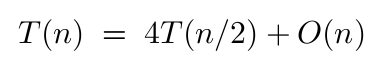 T(n) = 4T(n/2) + O(n)